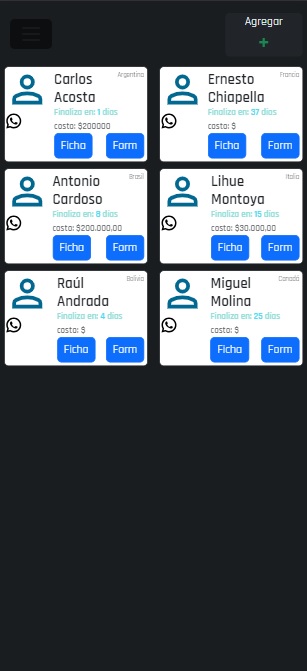 Agregar
+
Carlos
Acosta
Argentina
Finaliza en: 1 dias
costo: $200000
Ficha
Form
Ernesto
Chiapella
Francia
Finaliza en: 37 dias
costo: $
Ficha
Form
Antonio
Cardoso
Brasil
Finaliza en: 8 dias
costo: $200.000,00
Ficha
Form
Lihue
Montoya
Italia
Finaliza en: 15 dias
costo: $30.000,00
Ficha
Form
Raúl
Andrada
Bolivia
Finaliza en: 4 dias
costo: $
Ficha
Form
Miguel
Molina
Canadá
Finaliza en: 25 dias
costo: $
Ficha
Form